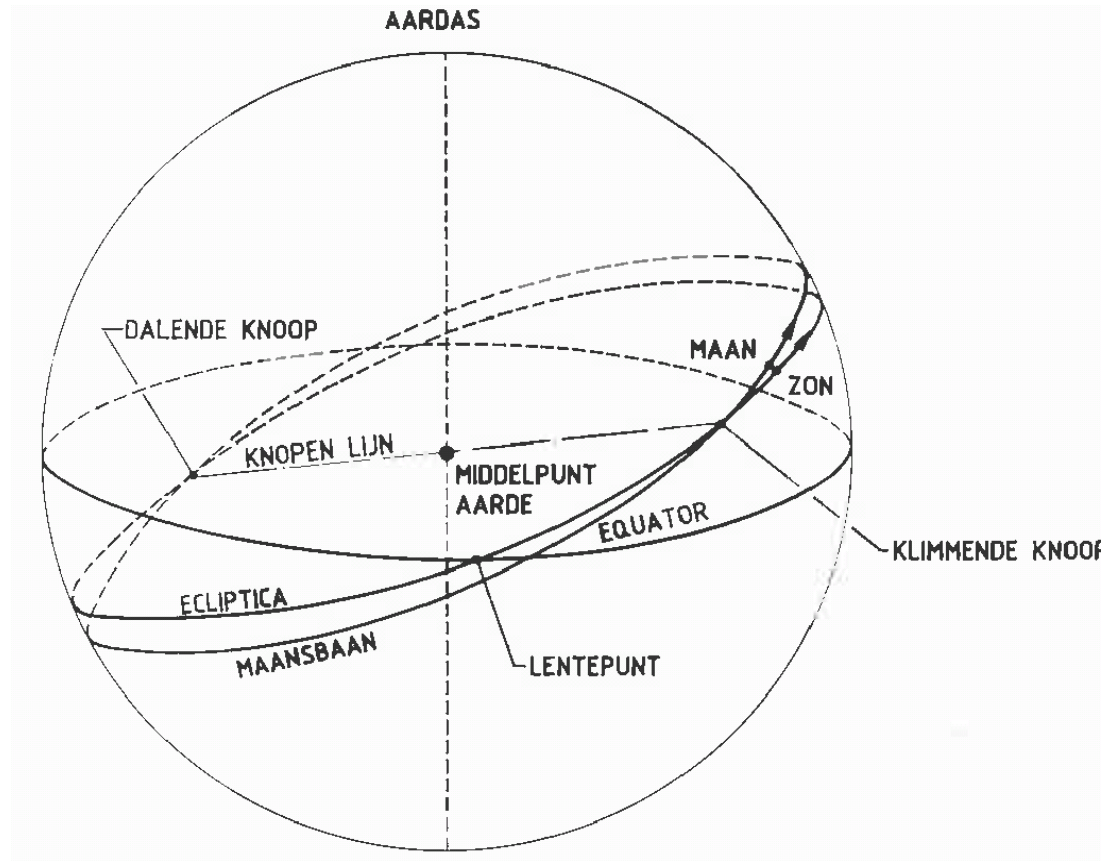 AARDAS
DALENDE KNOOP
MAAN
ZON
KNOPEN LIJN
MIDDELPUNT
AARDE
EQUATOR
KLIMMENDE KNOOP
ECLIPTICA
MAANSBAAN
LENTEPUNT